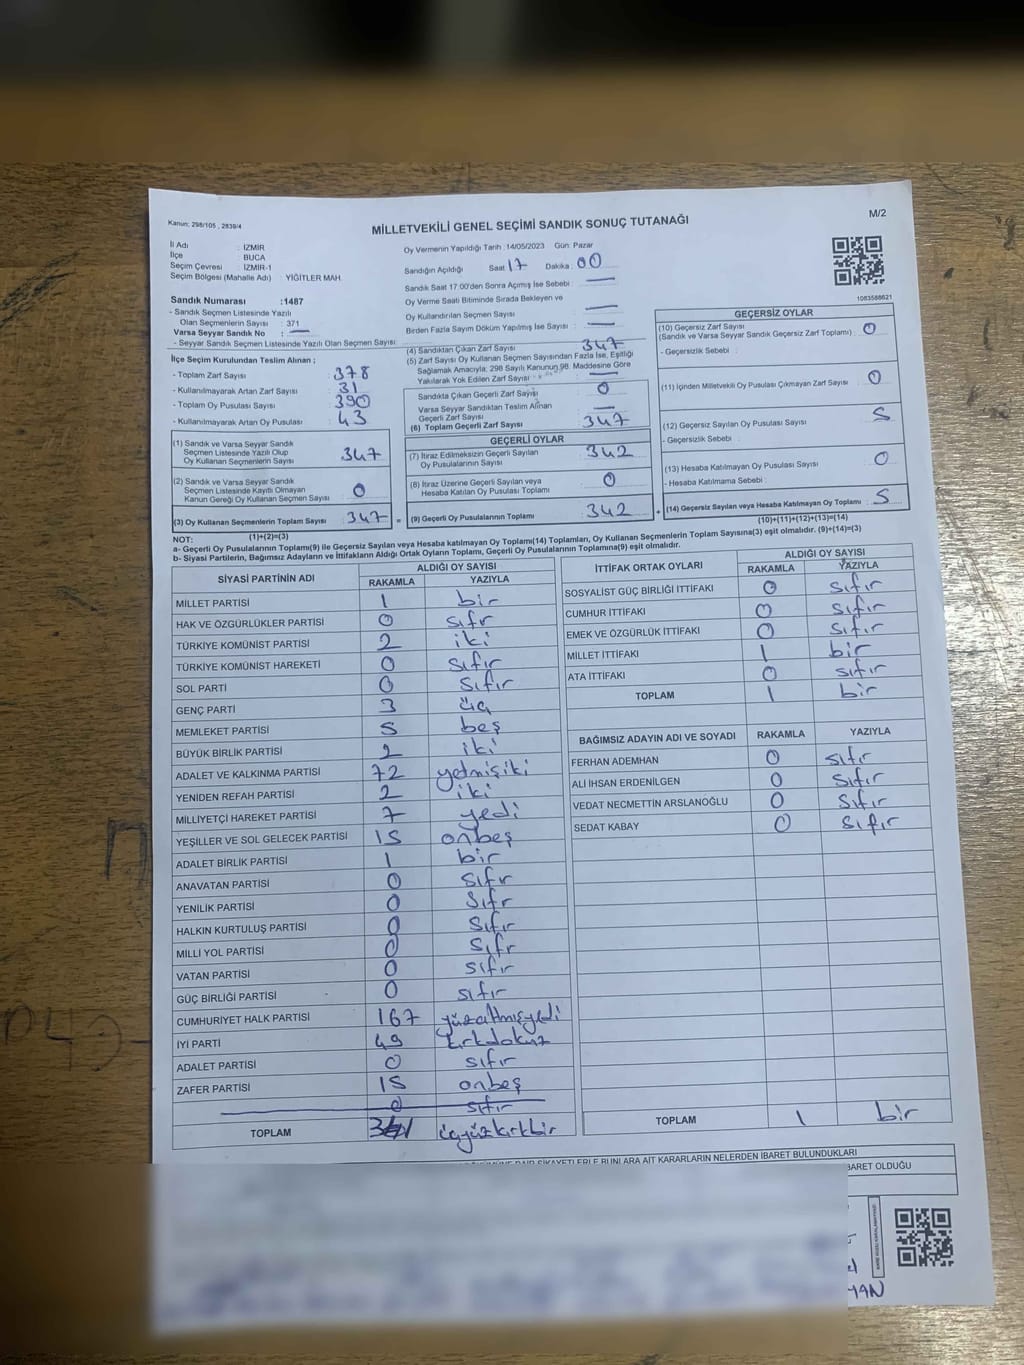 Kanun: 298/105 , 2839/4
MİLLETVEKİLİ GENEL SEÇİMİ SANDIK SONUÇ TUTANAĞI
M/2
İl Adı : İZMİR
İlçe : BUCA
Seçim Çevresi : İZMİR-1
Seçim Bölgesi (Mahalle Adı) : YİĞİTLER MAH.
Oy Vermenin Yapıldığı Tarih : 14/05/2023 Gün: Pazar
Sandığın Açıldığı Saat 17 Dakika : 00
Sandık Saat 17:00'den Sonra Açılmış İse Sebebi : —
Oy Verme Saati Bitiminde Sırada Bekleyen ve
Oy Kullandırılan Seçmen Sayısı : —
Birden Fazla Sayım Döküm Yapılmış İse Sayısı : —
1083588621
Sandık Numarası : 1487
- Sandık Seçmen Listesinde Yazılı
Olan Seçmenlerin Sayısı : 371
Varsa Seyyar Sandık No : —
- Seyyar Sandık Seçmen Listesinde Yazılı Olan Seçmen Sayısı
İlçe Seçim Kurulundan Teslim Alınan ;
- Toplam Zarf Sayısı : 378
- Kullanılmayarak Artan Zarf Sayısı : 31
- Toplam Oy Pusulası Sayısı : 390
- Kullanılmayarak Artan Oy Pusulası : 43
(1) Sandık ve Varsa Seyyar Sandık
Seçmen Listesinde Yazılı Olup
Oy Kullanan Seçmenlerin Sayısı 347
(2) Sandık ve Varsa Seyyar Sandık
Seçmen Listesinde Kayıtlı Olmayan
Kanun Gereği Oy Kullanan Seçmen Sayısı 0
(3) Oy Kullanan Seçmenlerin Toplam Sayısı 347
(1)+(2)=(3)
(4) Sandıktan Çıkan Zarf Sayısı 347
(5) Zarf Sayısı Oy Kullanan Seçmen Sayısından Fazla İse, Eşitliği
Sağlamak Amacıyla; 298 Sayılı Kanunun 98. Maddesine Göre
Yakılarak Yok Edilen Zarf Sayısı
Sandıkta Çıkan Geçerli Zarf Sayısı 0
Varsa Seyyar Sandıktan Teslim Alınan
Geçerli Zarf Sayısı —
(6) Toplam Geçerli Zarf Sayısı 347
GEÇERLİ OYLAR
(7) İtiraz Edilmeksizin Geçerli Sayılan
Oy Pusulalarının Sayısı 342
(8) İtiraz Üzerine Geçerli Sayılan veya
Hesaba Katılan Oy Pusulası Toplamı 0
= (9) Geçerli Oy Pusulalarının Toplamı 342
GEÇERSİZ OYLAR
(10) Geçersiz Zarf Sayısı
(Sandık ve Varsa Seyyar Sandık Geçersiz Zarf Toplamı) 0
- Geçersizlik Sebebi :
(11) İçinden Milletvekili Oy Pusulası Çıkmayan Zarf Sayısı 0
(12) Geçersiz Sayılan Oy Pusulası Sayısı 5
- Geçersizlik Sebebi :
(13) Hesaba Katılmayan Oy Pusulası Sayısı 0
- Hesaba Katılmama Sebebi :
+ (14) Geçersiz Sayılan veya Hesaba Katılmayan Oy Toplamı 5
(10)+(11)+(12)+(13)=(14)
NOT:
a- Geçerli Oy Pusulalarının Toplamı(9) ile Geçersiz Sayılan veya Hesaba katılmayan Oy Toplamı(14) Toplamları, Oy Kullanan Seçmenlerin Toplam Sayısına(3) eşit olmalıdır. (9)+(14)=(3)
b- Siyasi Partilerin, Bağımsız Adayların ve İttifakların Aldığı Ortak Oyların Toplamı, Geçerli Oy Pusulalarının Toplamına(9) eşit olmalıdır.
SİYASİ PARTİNİN ADI ALDIĞI OY SAYISI
RAKAMLA YAZIYLA
MİLLET PARTİSİ 1 bir
HAK VE ÖZGÜRLÜKLER PARTİSİ 0 sıfır
TÜRKİYE KOMÜNİST PARTİSİ 2 iki
TÜRKİYE KOMÜNİST HAREKETİ 0 sıfır
SOL PARTİ 0 sıfır
GENÇ PARTİ 3 üç
MEMLEKET PARTİSİ 5 beş
BÜYÜK BİRLİK PARTİSİ 2 iki
ADALET VE KALKINMA PARTİSİ 72 yetmişiki
YENİDEN REFAH PARTİSİ 2 iki
MİLLİYETÇİ HAREKET PARTİSİ 7 yedi
YEŞİLLER VE SOL GELECEK PARTİSİ 15 onbeş
ADALET BİRLİK PARTİSİ 1 bir
ANAVATAN PARTİSİ 0 sıfır
YENİLİK PARTİSİ 0 sıfır
HALKIN KURTULUŞ PARTİSİ 0 sıfır
MİLLİ YOL PARTİSİ 0 sıfır
VATAN PARTİSİ 0 sıfır
GÜÇ BİRLİĞİ PARTİSİ 0 sıfır
CUMHURİYET HALK PARTİSİ 167 yüzaltmışyedi
İYİ PARTİ 49 kırkdokuz
ADALET PARTİSİ 0 sıfır
ZAFER PARTİSİ 15 onbeş
0 sıfır
TOPLAM 341 üçyüzkırkbir
İTTİFAK ORTAK OYLARI ALDIĞI OY SAYISI
RAKAMLA YAZIYLA
SOSYALİST GÜÇ BİRLİĞİ İTTİFAKI 0 sıfır
CUMHUR İTTİFAKI 0 sıfır
EMEK VE ÖZGÜRLÜK İTTİFAKI 0 sıfır
MİLLET İTTİFAKI 1 bir
ATA İTTİFAKI 0 sıfır
TOPLAM 1 bir
BAĞIMSIZ ADAYIN ADI VE SOYADI RAKAMLA YAZIYLA
FERHAN ADEMHAN 0 sıfır
ALİ İHSAN ERDENİLGEN 0 sıfır
VEDAT NECMETTİN ARSLANOĞLU 0 sıfır
SEDAT KABAY 0 sıfır
TOPLAM 1 bir
DAİR ŞİKAYETLERLE BUNLARA AİT KARARLARIN NELERDEN İBARET BULUNDUKLARI
BARET OLDUĞU